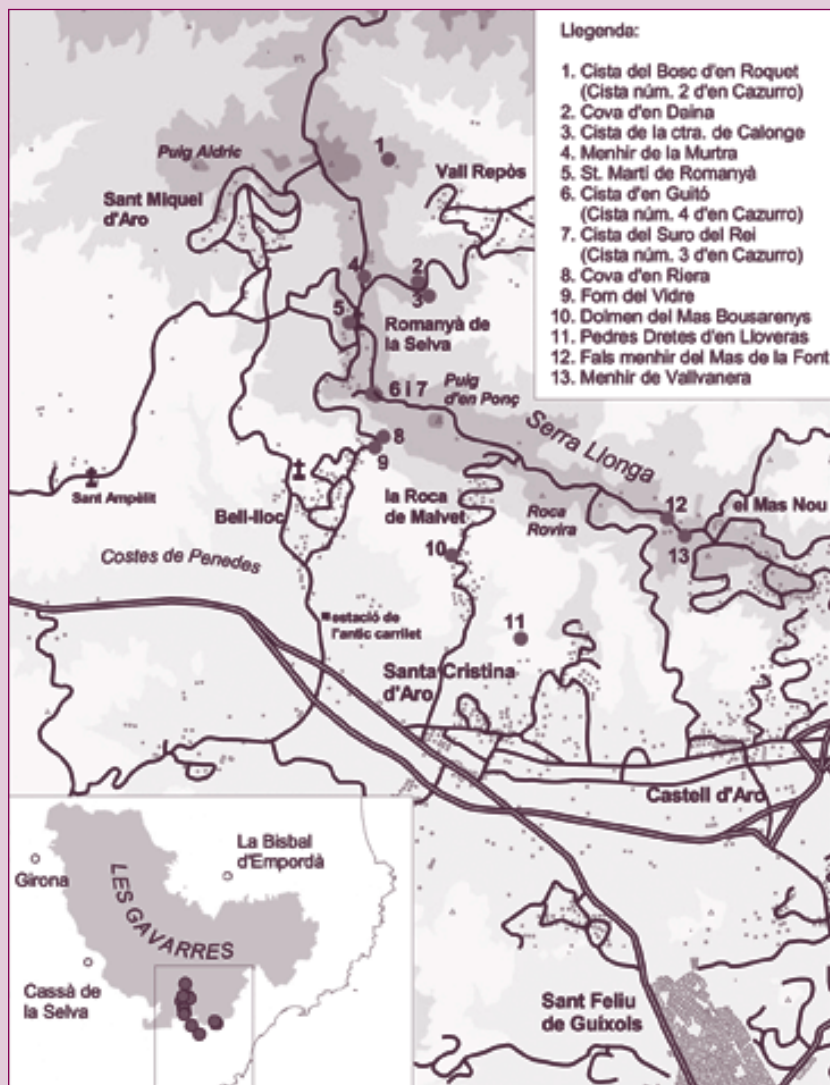 Llegenda:
1. Cista del Bosc d'en Roquet
(Cista núm. 2 d'en Cazurro)
2. Cova d'en Daina
3. Cista de la ctra. de Calonge
4. Menhir de la Murtra
5. St. Martí de Romanyà
6. Cista d'en Guitó
(Cista núm. 4 d'en Cazurro)
7. Cista del Suro del Rei
(Cista núm. 3 d'en Cazurro)
8. Cova d'en Riera
9. Forn del Vidre
10. Dolmen del Mas Bousarenys
11. Pedres Dretes d'en Lloveras
12. Fals menhir del Mas de la Font
13. Menhir de Vallvanera
Puig Aldric
1
Vall Repòs
Sant Miquel
d'Aro
4
2
3
5
Romanyà de
la Selva
6 i 7
Puig
d'en Ponç
Serra Llonga
8
9
Sant Ampèlit
Bell-lloc
la Roca
de Malvet
Roca
Rovira
12
el Mas Nou
13
Costes de Penedes
10
estació de
l'antic carrilet
11
Santa Cristina
d'Aro
Castell d'Aro
Sant Feliu
de Guíxols
La Bisbal
d'Empordà
Girona
LES GAVARRES
Cassà de
la Selva